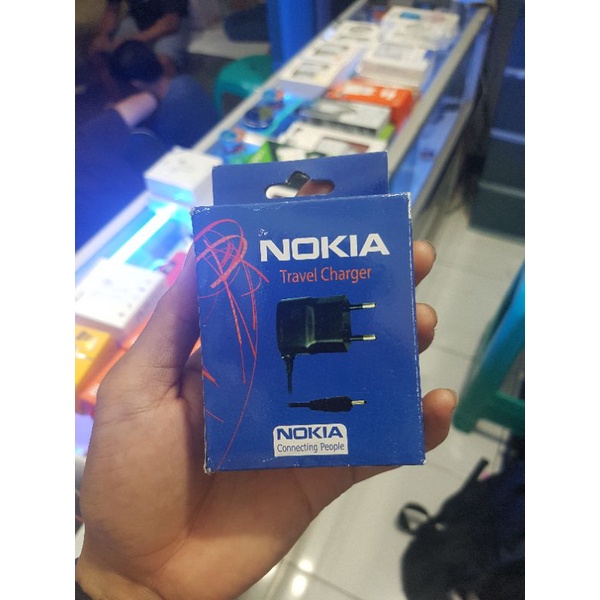 NOKIA
Travel Charger
NOKIA
Connecting People